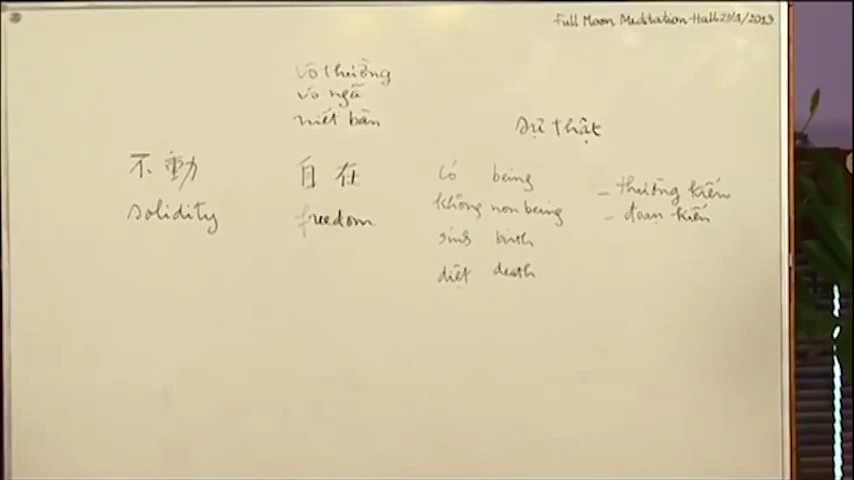 Full Moon Meditation Hall 27/1/2013
vô thường
vô ngã
niết bàn
sự thật
不動 自在
có being
thường kiến
solidity freedom
không non being
- đoạn kiến
sinh birth
diệt death